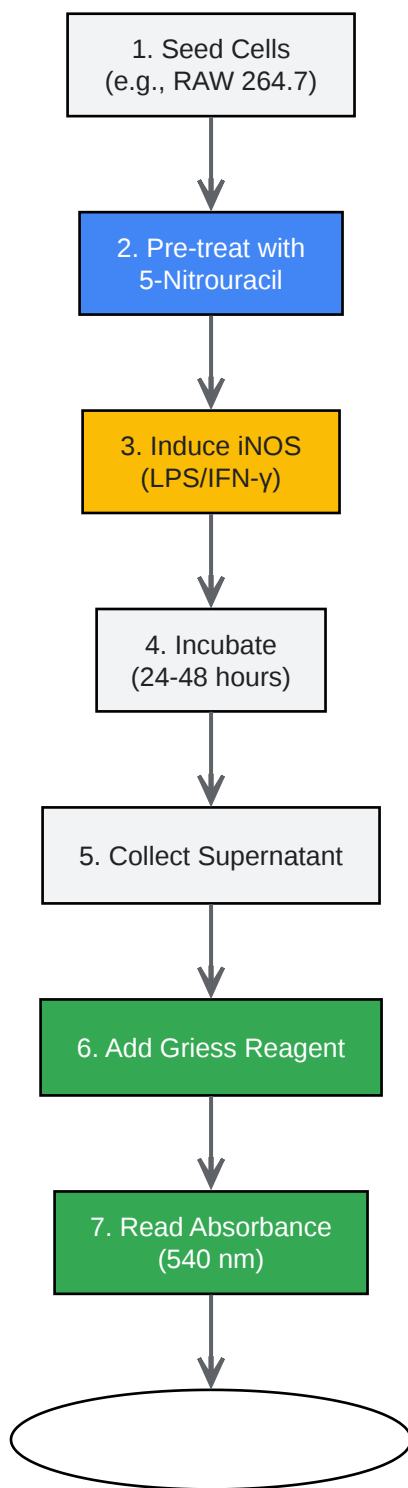 1. Seed Cells
(e.g., RAW 264.7)
2. Pre-treat with
5-Nitrouracil
3. Induce iNOS
(LPS/IFN-γ)
4. Incubate
(24-48 hours)
5. Collect Supernatant
6. Add Griess Reagent
7. Read Absorbance
(540 nm)